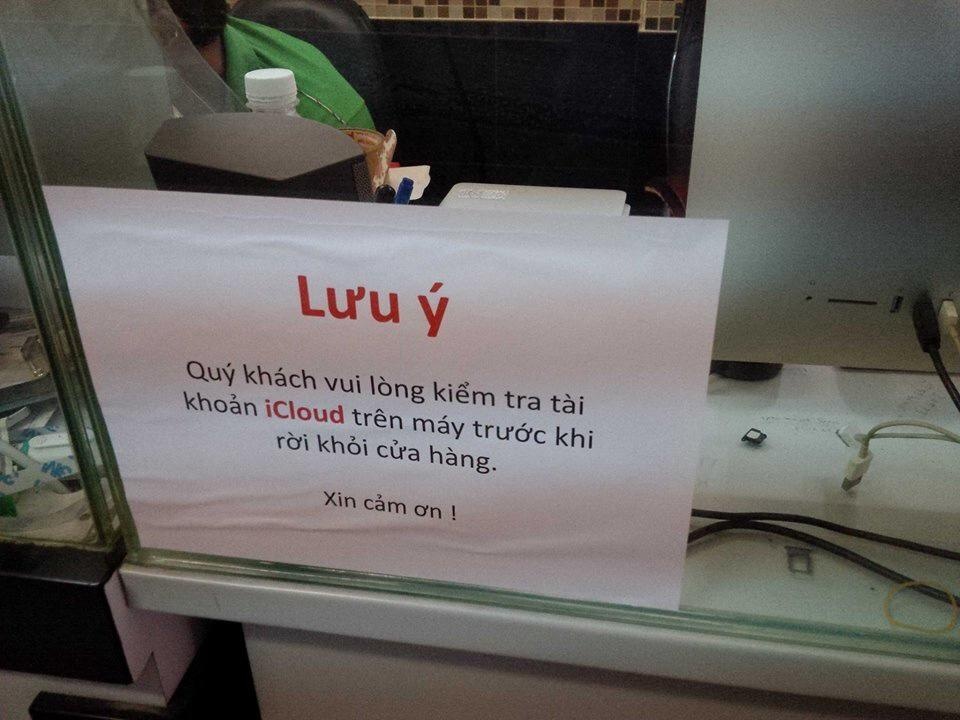 Lưu ý
Quý khách vui lòng kiểm tra tài
khoản iCloud trên máy trước khi
rời khỏi cửa hàng.
Xin cảm ơn !